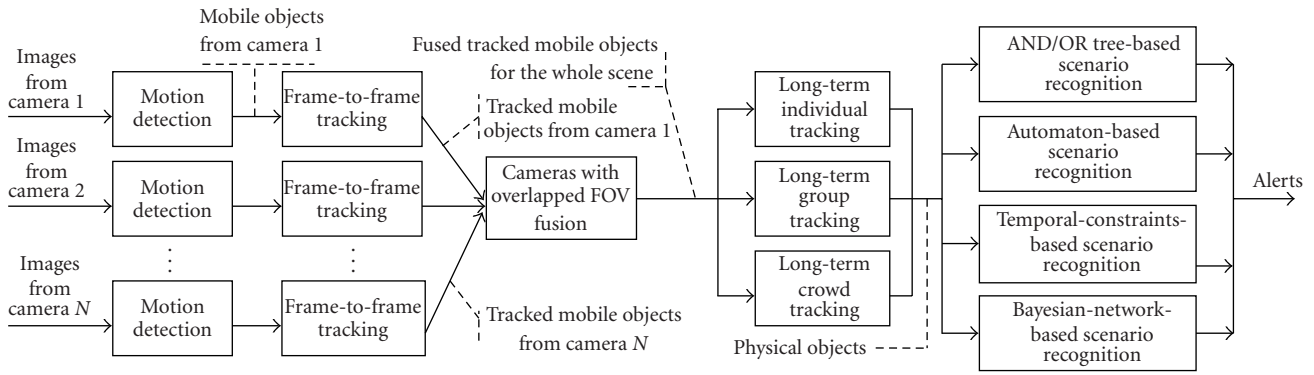 Images
from
camera 1
Motion
detection
Mobile objects
from camera 1
Frame-to-frame
tracking
Images
from
camera 2
Motion
detection
Frame-to-frame
tracking
Images
from
camera N
Motion
detection
Frame-to-frame
tracking
Tracked mobile
objects from camera 1
Tracked mobile objects
from camera N
Cameras with
overlapped FOV
fusion
Fused tracked mobile objects
for the whole scene
Long-term
individual
tracking
Long-term
group
tracking
Long-term
crowd
tracking
Physical objects
AND/OR tree-based
scenario
recognition
Automaton-based
scenario
recognition
Temporal-constraints-
based scenario
recognition
Bayesian-network-
based scenario
recognition
Alerts